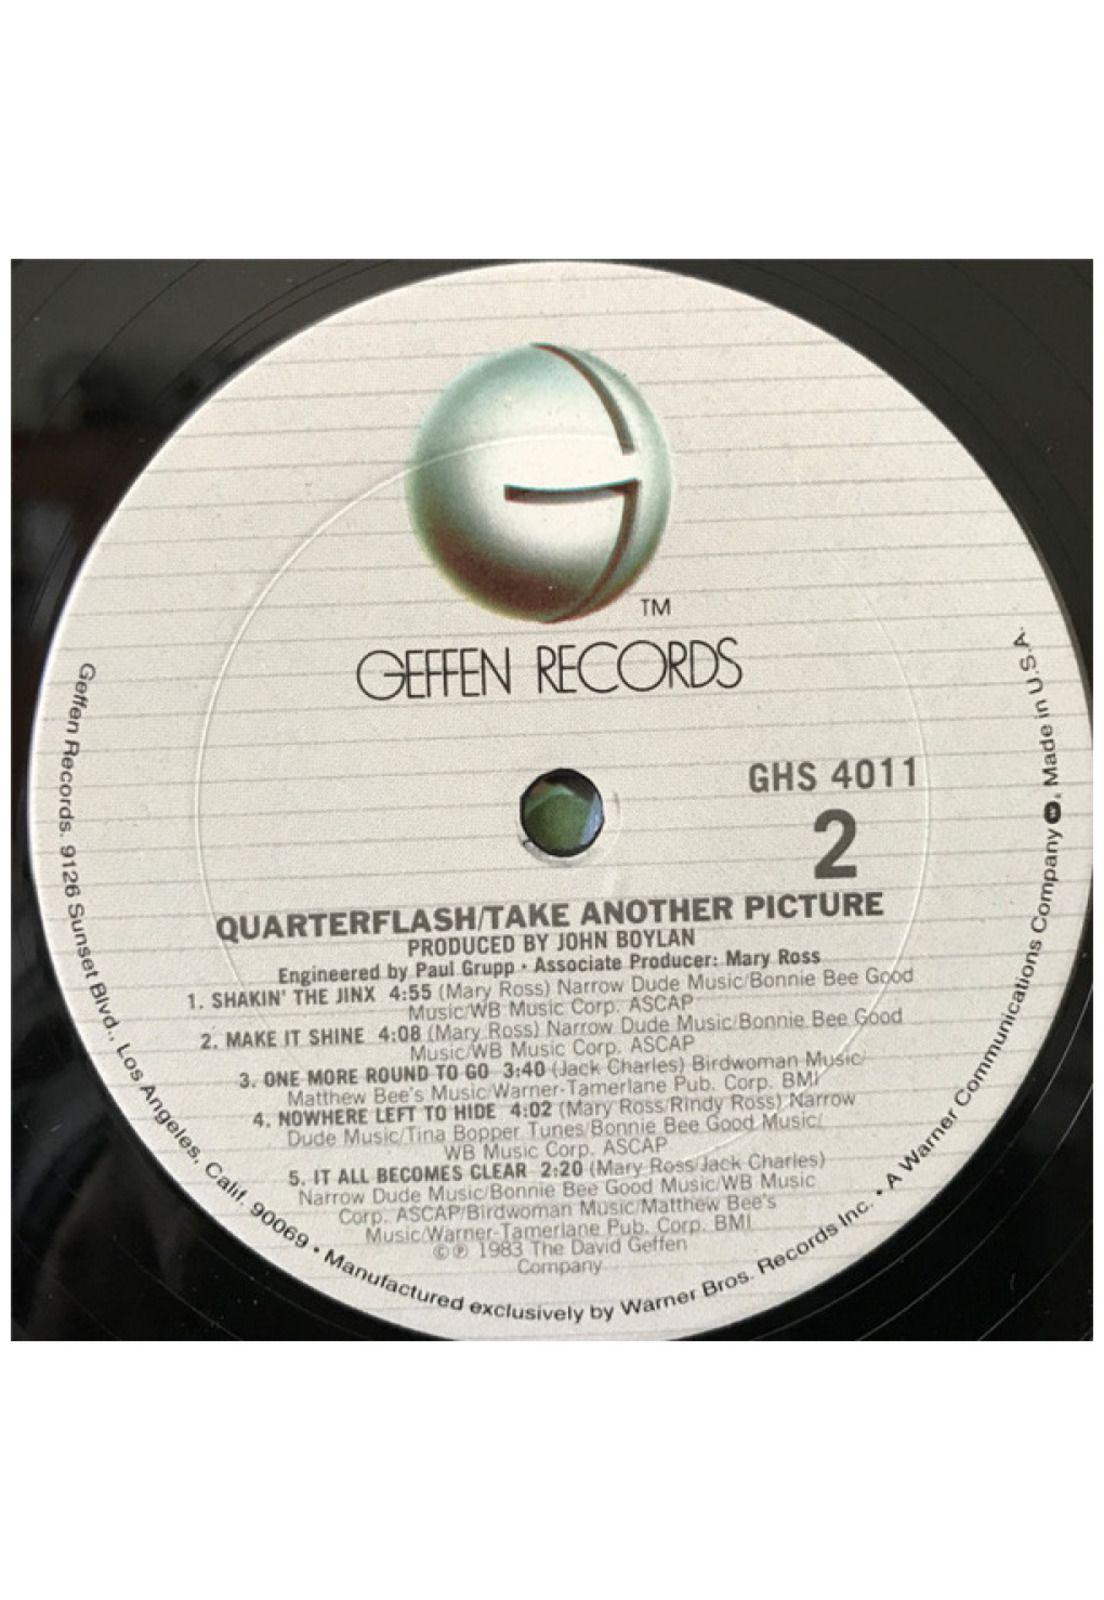 TM
GEFFEN RECORDS
GHS 4011
2
QUARTERFLASH/TAKE ANOTHER PICTURE
PRODUCED BY JOHN BOYLAN
Engineered by Paul Grupp • Associate Producer: Mary Ross
1. SHAKIN' THE JINX 4:55 (Mary Ross) Narrow Dude Music/Bonnie Bee Good
Music/WB Music Corp. ASCAP
2. MAKE IT SHINE 4:08 (Mary Ross) Narrow Dude Music/Bonnie Bee Good
Music/WB Music Corp. ASCAP
3. ONE MORE ROUND TO GO 3:40 (Jack Charles) Birdwoman Music/
Matthew Bee's Music/Warner-Tamerlane Pub. Corp. BMI
4. NOWHERE LEFT TO HIDE 4:02 (Mary Ross/Rindy Ross) Narrow
Dude Music/Tina Bopper Tunes/Bonnie Bee Good Music/
WB Music Corp. ASCAP
5. IT ALL BECOMES CLEAR 2:20 (Mary Ross/Jack Charles)
Narrow Dude Music/Bonnie Bee Good Music/WB Music
Corp. ASCAP/Birdwoman Music/Matthew Bee's
Music/Warner-Tamerlane Pub. Corp. BMI
©℗ 1983 The David Geffen
Company
Geffen Records. 9126 Sunset Blvd., Los Angeles, Calif. 90069 • Manufactured exclusively by Warner Bros. Records Inc. • A Warner Communications Company. Made in U.S.A.